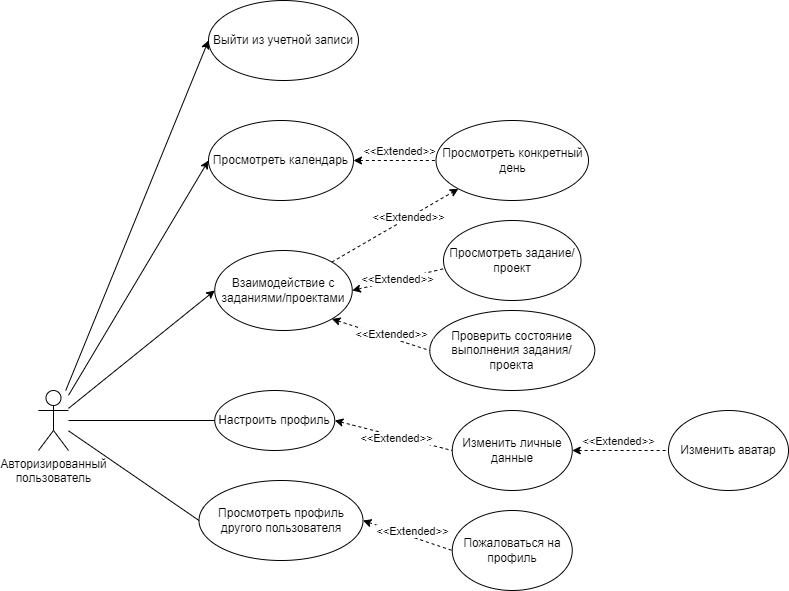 Выйти из учетной записи
Просмотреть календарь
<<Extended>>
Просмотреть конкретный
день
<<Extended>>
Взаимодействие с
заданиями/проектами
<<Extended>>
Просмотреть задание/
проект
<<Extended>>
Проверить состояние
выполнения задания/
проекта
Авторизированный
пользователь
Настроить профиль
<<Extended>>
Изменить личные
данные
<<Extended>>
Изменить аватар
Просмотреть профиль
другого пользователя
<<Extended>>
Пожаловаться на
профиль